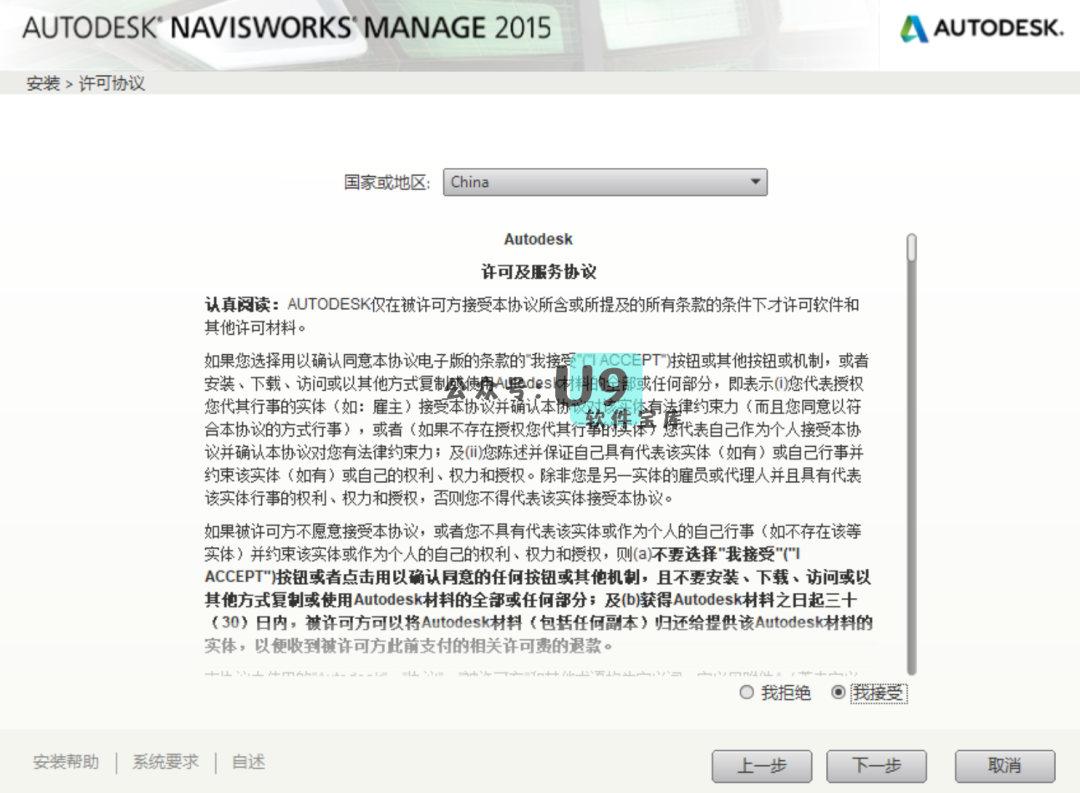 AUTODESK® NAVISWORKS® MANAGE 2015
AUTODESK.
安装 > 许可协议
国家或地区: China
Autodesk
许可及服务协议
认真阅读：AUTODESK仅在被许可方接受本协议所含或所提及的所有条款的条件下才许可软件和
其他许可材料。
如果您选择用以确认同意本协议电子版的条款的"我接受"("I ACCEPT")按钮或其他按钮或机制，或者
安装、下载、访问或以其他方式复制或使用Autodesk材料的全部或任何部分，即表示(i)您代表授权
您代其行事的实体（如：雇主）接受本协议并确认本协议对该实体有法律约束力（而且您同意以符
合本协议的方式行事），或者（如果不存在授权您代其行事的实体）您代表自己作为个人接受本协
议并确认本协议对您有法律约束力；及(ii)您陈述并保证自己具有代表该实体（如有）或自己行事并
约束该实体（如有）或自己的权利、权力和授权。除非您是另一实体的雇员或代理人并且具有代表
该实体行事的权利、权力和授权，否则您不得代表该实体接受本协议。
公众号：U9
软件宝库
如果被许可方不愿意接受本协议，或者您不具有代表该实体或作为个人的自己行事（如不存在该等
实体）并约束该实体或作为个人的自己的权利、权力和授权，则(a)不要选择"我接受"("I
ACCEPT")按钮或者点击用以确认同意的任何按钮或其他机制，且不要安装、下载、访问或以
其他方式复制或使用Autodesk材料的全部或任何部分；及(b)获得Autodesk材料之日起三十
（30）日内，被许可方可以将Autodesk材料（包括任何副本）归还给提供该Autodesk材料的
实体，以便收到被许可方此前支付的相关许可费的退款。
我拒绝 我接受
安装帮助 | 系统要求 | 自述
上一步 下一步 取消